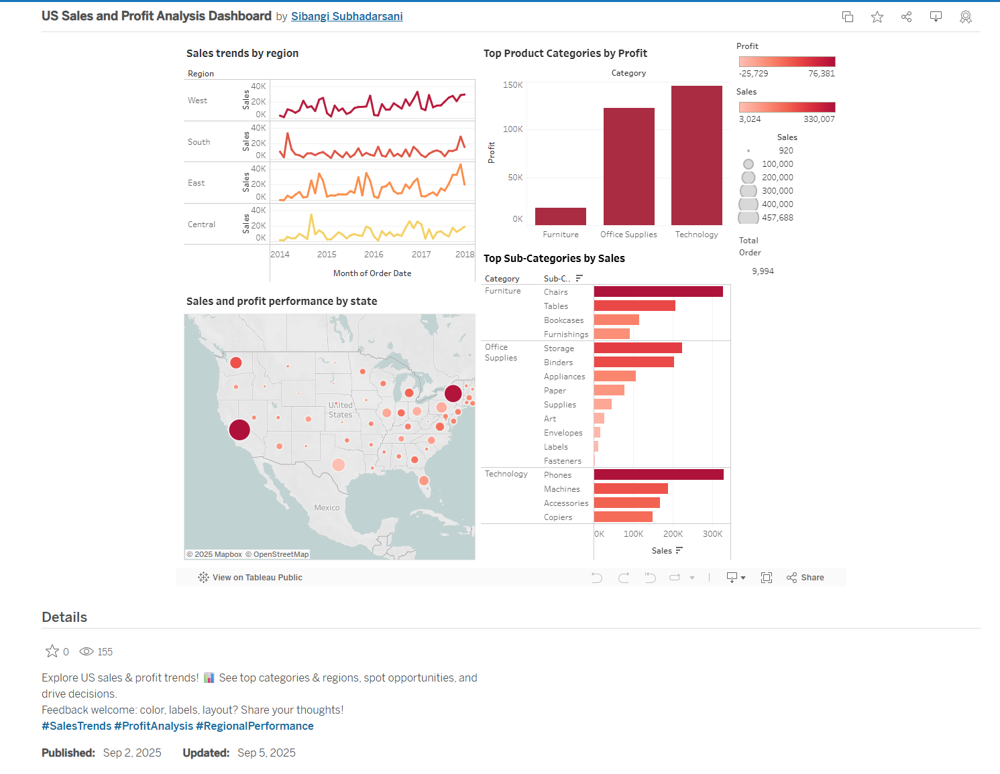 US Sales and Profit Analysis Dashboard by Sibangi Subhadarsani
Sales trends by region
Region
West
Sales
40K
20K
0K
South
Sales
40K
20K
0K
East
Sales
40K
20K
0K
Central
Sales
40K
20K
0K
2014 2015 2016 2017 2018
Month of Order Date
Top Product Categories by Profit
Category
Profit
150K
100K
50K
0K
Furniture Office Supplies Technology
Profit
-25,729 76,381
Sales
3,024 330,007
Sales
920
100,000
200,000
300,000
400,000
457,688
Total
Order
9,994
Sales and profit performance by state
United
States
Mexico
© 2025 Mapbox © OpenStreetMap
Top Sub-Categories by Sales
Category Sub-C..
Furniture Chairs
Tables
Bookcases
Furnishings
Office
Supplies
Storage
Binders
Appliances
Paper
Supplies
Art
Envelopes
Labels
Fasteners
Technology Phones
Machines
Accessories
Copiers
0K 100K 200K 300K
Sales
View on Tableau Public
Share
Details
0 155
Explore US sales & profit trends! 📊 See top categories & regions, spot opportunities, and
drive decisions.
Feedback welcome: color, labels, layout? Share your thoughts!
#SalesTrends #ProfitAnalysis #RegionalPerformance
Published: Sep 2, 2025 Updated: Sep 5, 2025